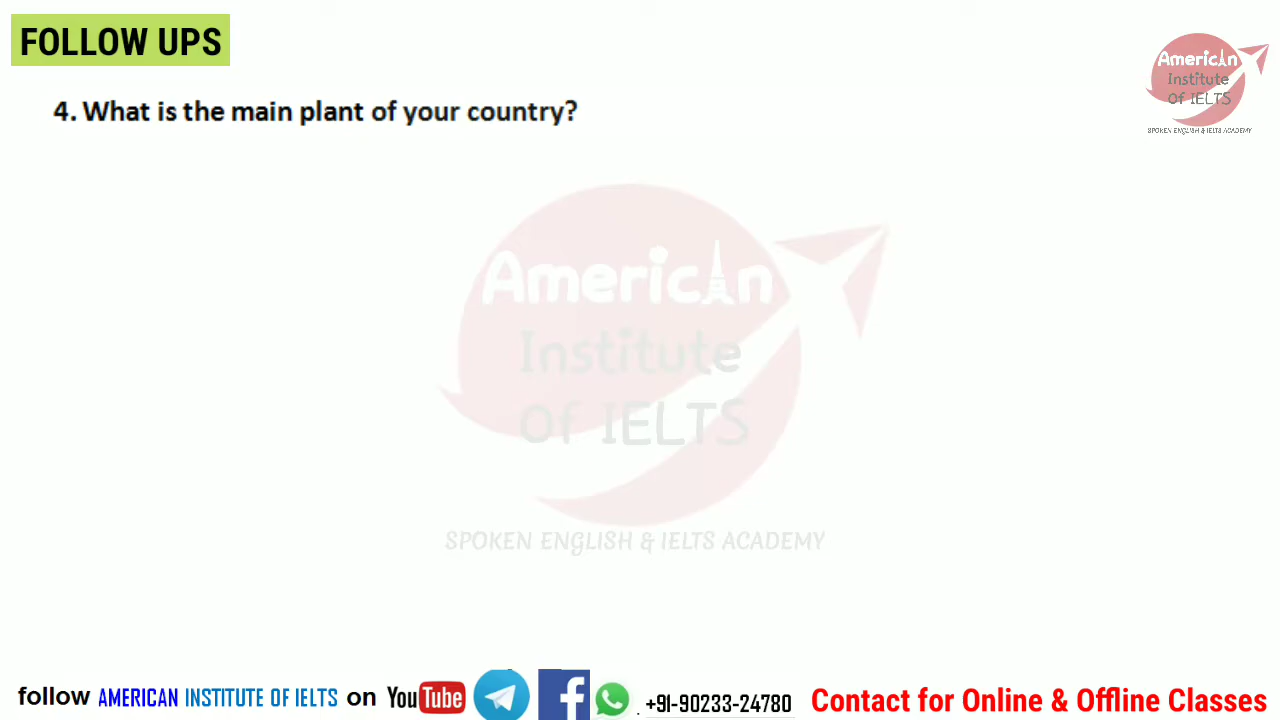 FOLLOW UPS
American
Institute
Of IELTS
SPOKEN ENGLISH & IELTS ACADEMY
4. What is the main plant of your country?
American
Institute
Of IELTS
SPOKEN ENGLISH & IELTS ACADEMY
follow AMERICAN INSTITUTE OF IELTS on YouTube . +91-90233-24780 Contact for Online & Offline Classes